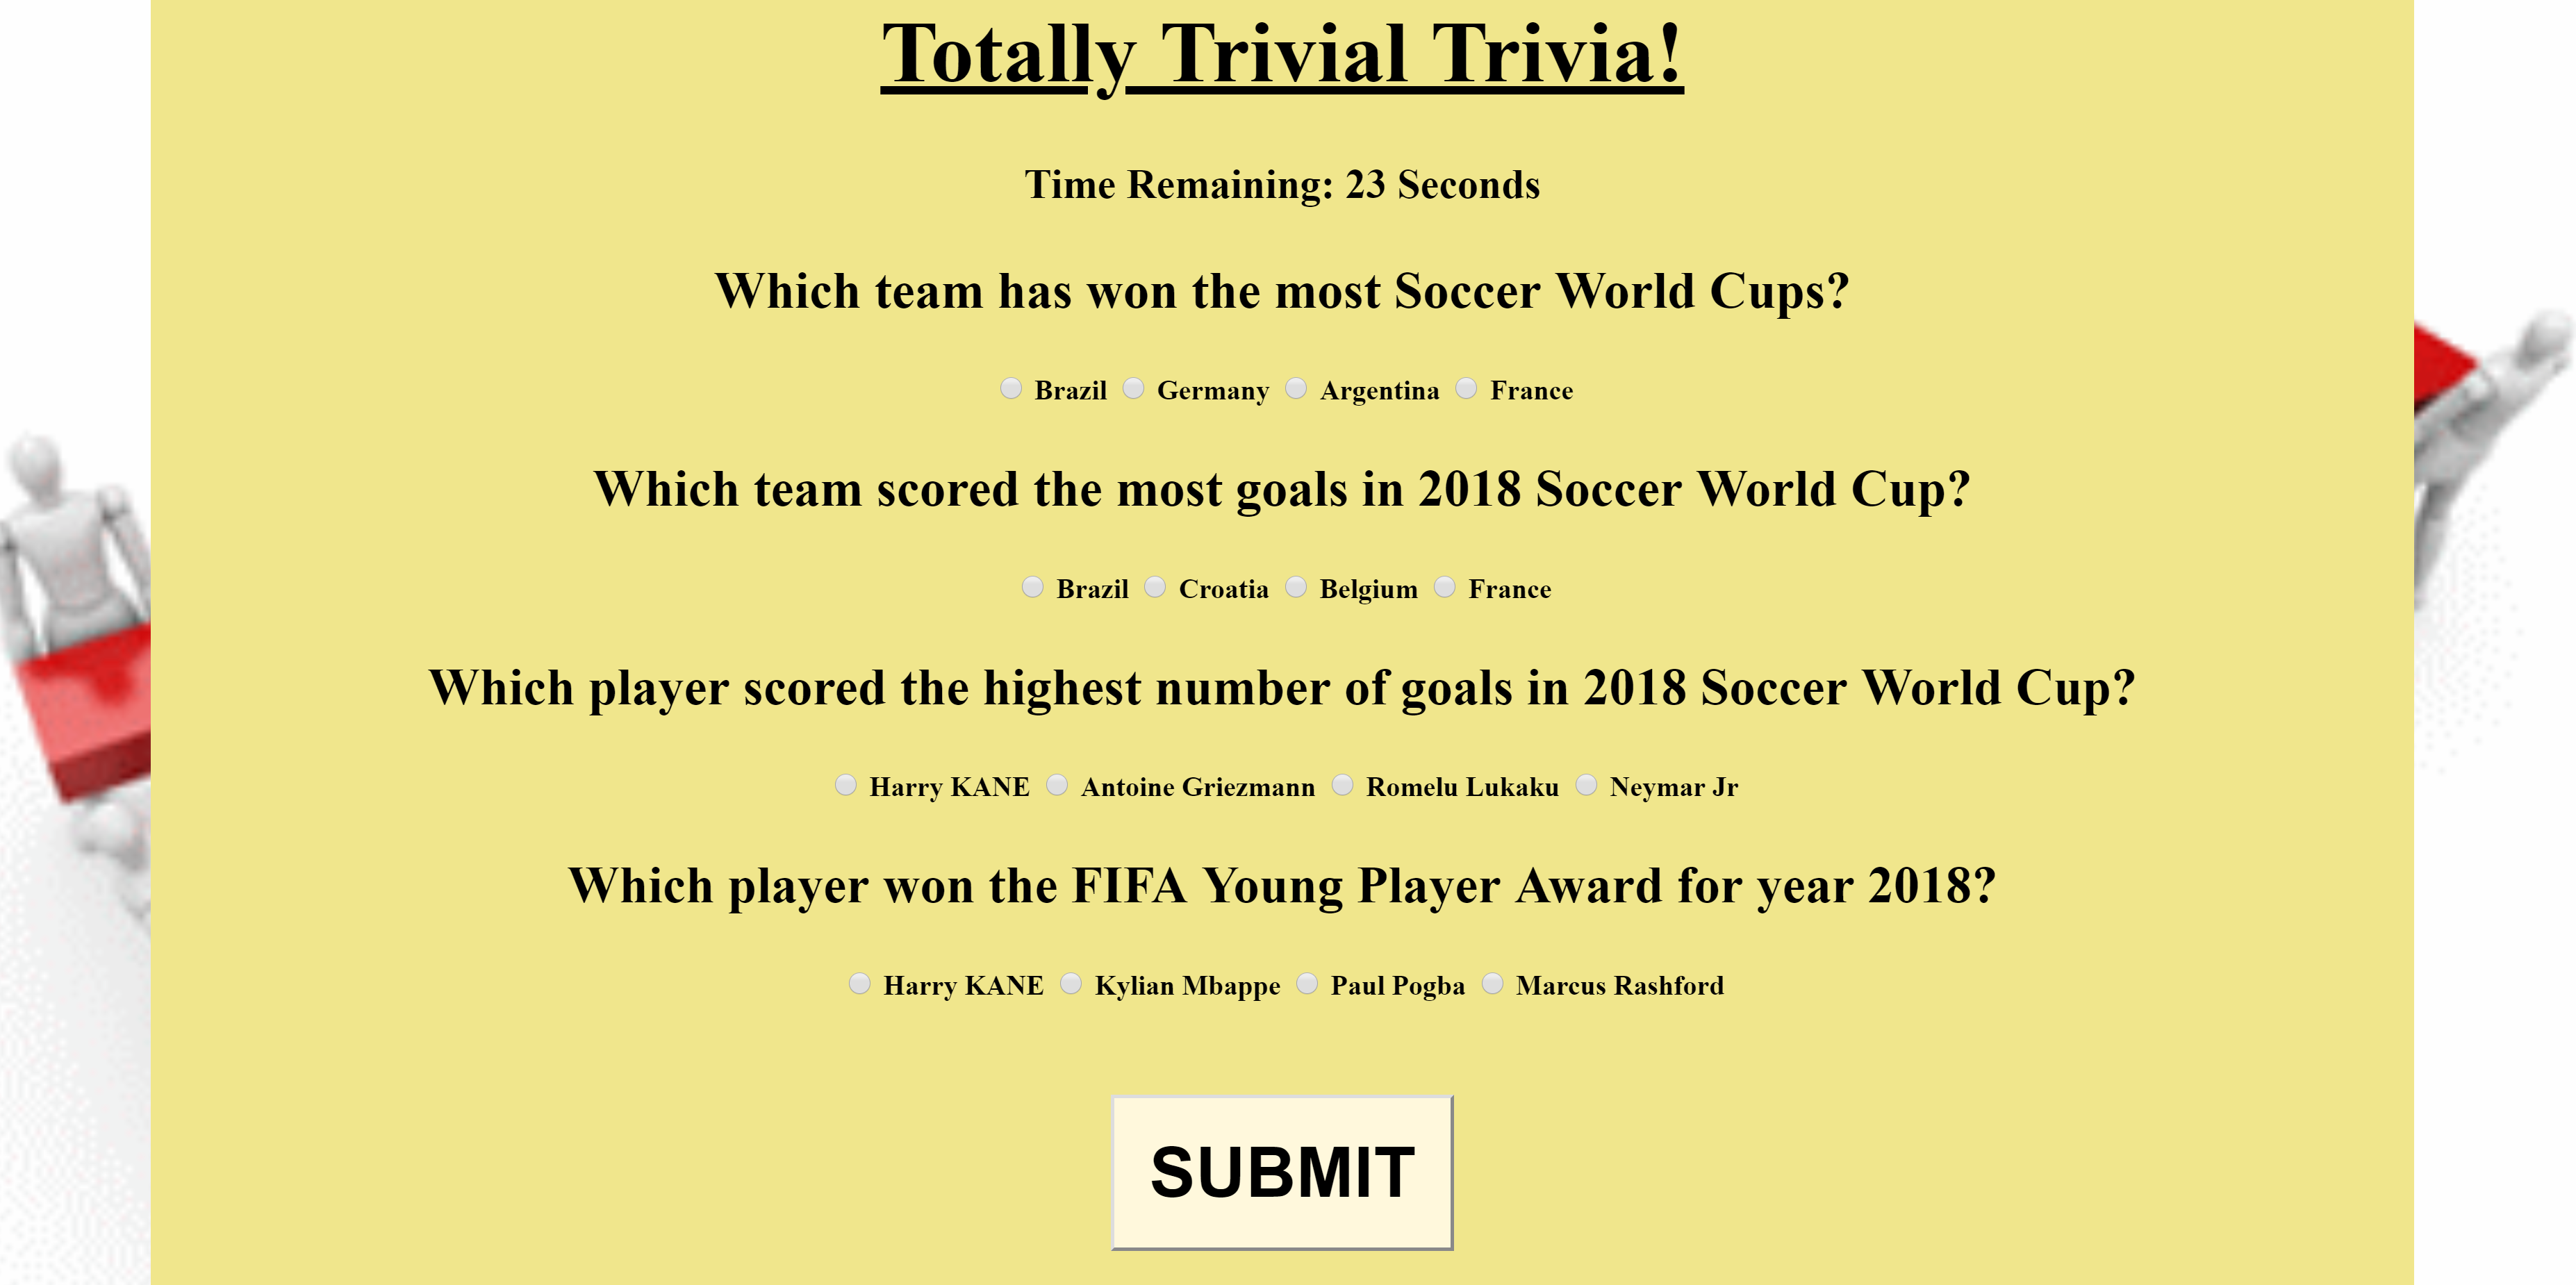 Totally Trivial Trivia!
Time Remaining: 23 Seconds
Which team has won the most Soccer World Cups?
Brazil Germany Argentina France
Which team scored the most goals in 2018 Soccer World Cup?
Brazil Croatia Belgium France
Which player scored the highest number of goals in 2018 Soccer World Cup?
Harry KANE Antoine Griezmann Romelu Lukaku Neymar Jr
Which player won the FIFA Young Player Award for year 2018?
Harry KANE Kylian Mbappe Paul Pogba Marcus Rashford
SUBMIT